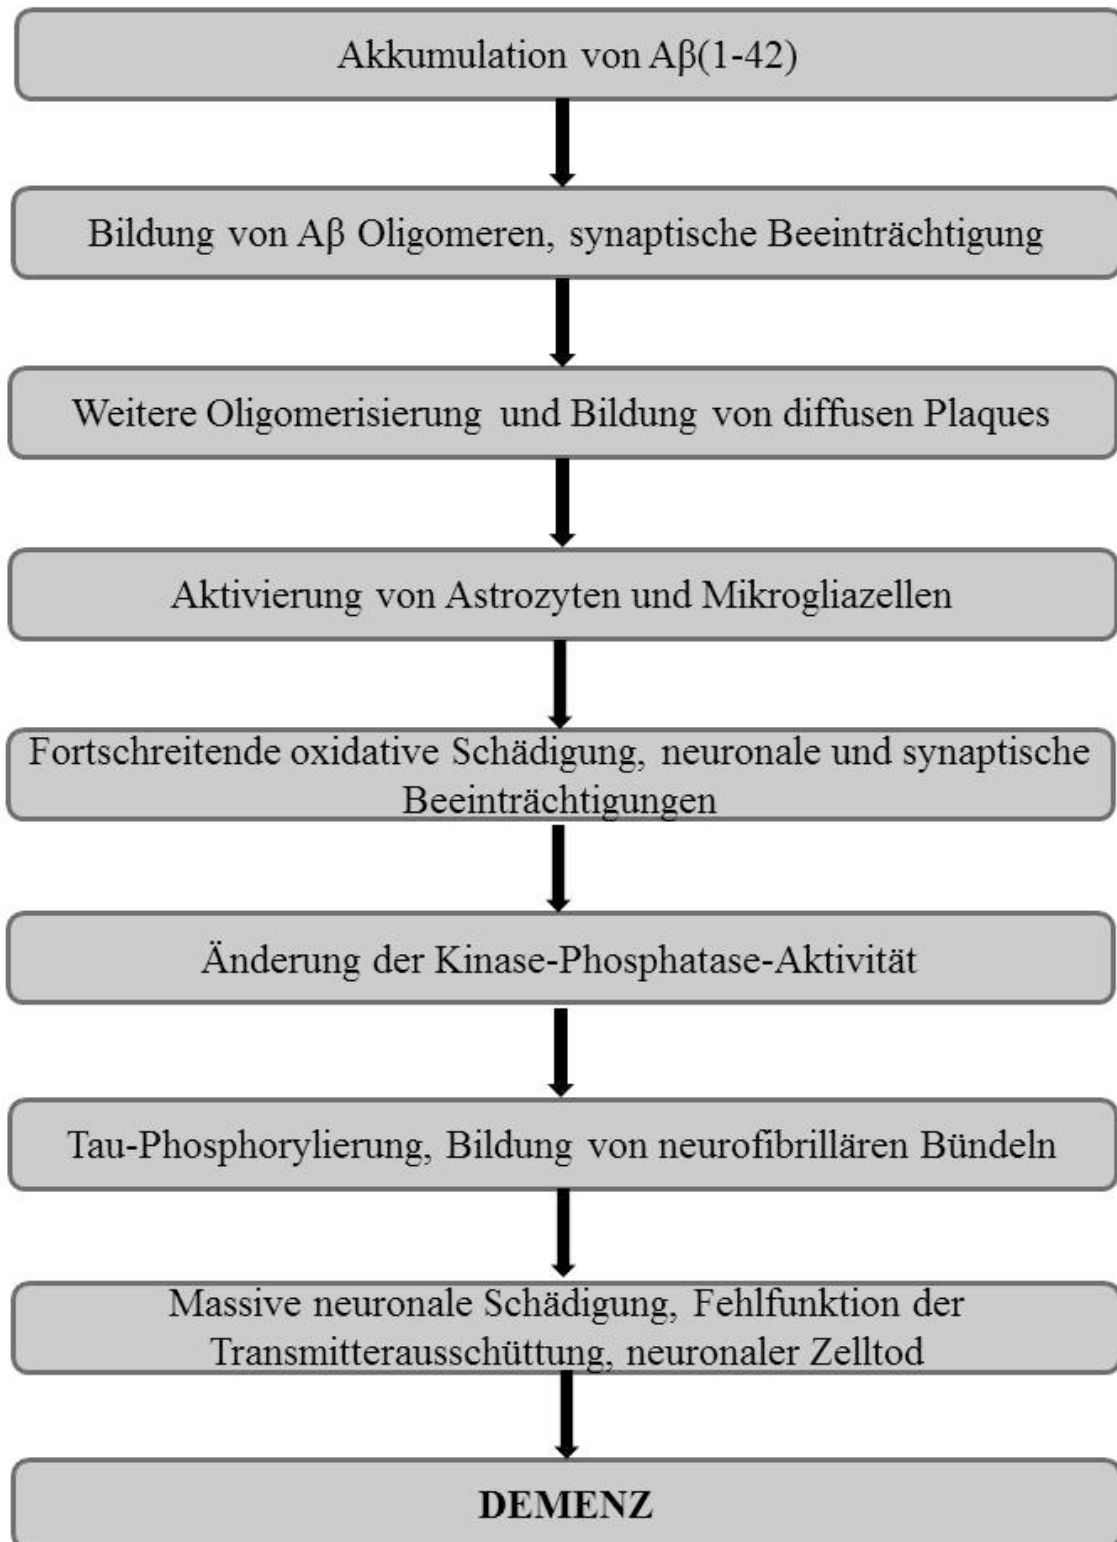 Akkumulation von Aβ(1-42)
Bildung von Aβ Oligomeren, synaptische Beeinträchtigung
Weitere Oligomerisierung und Bildung von diffusen Plaques
Aktivierung von Astrozyten und Mikrogliazellen
Fortschreitende oxidative Schädigung, neuronale und synaptische
Beeinträchtigungen
Änderung der Kinase-Phosphatase-Aktivität
Tau-Phosphorylierung, Bildung von neurofibrillären Bündeln
Massive neuronale Schädigung, Fehlfunktion der
Transmitterausschüttung, neuronaler Zelltod
DEMENZ